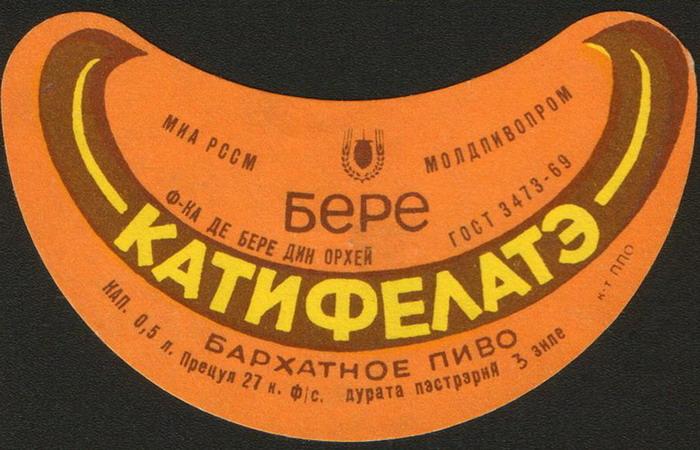 МИА РССМ
МОЛДПИВОПРОМ
Бере
Ф-КА ДЕ БЕРЕ ДИН ОРХЕЙ
ГОСТ 3473-69
КАТИФЕЛАТЭ
БАРХАТНОЕ ПИВО
КАП. 0,5 л. Прецул 27 к. ф/с. дурата пэстрэрий 3 зиле
к-т ППО